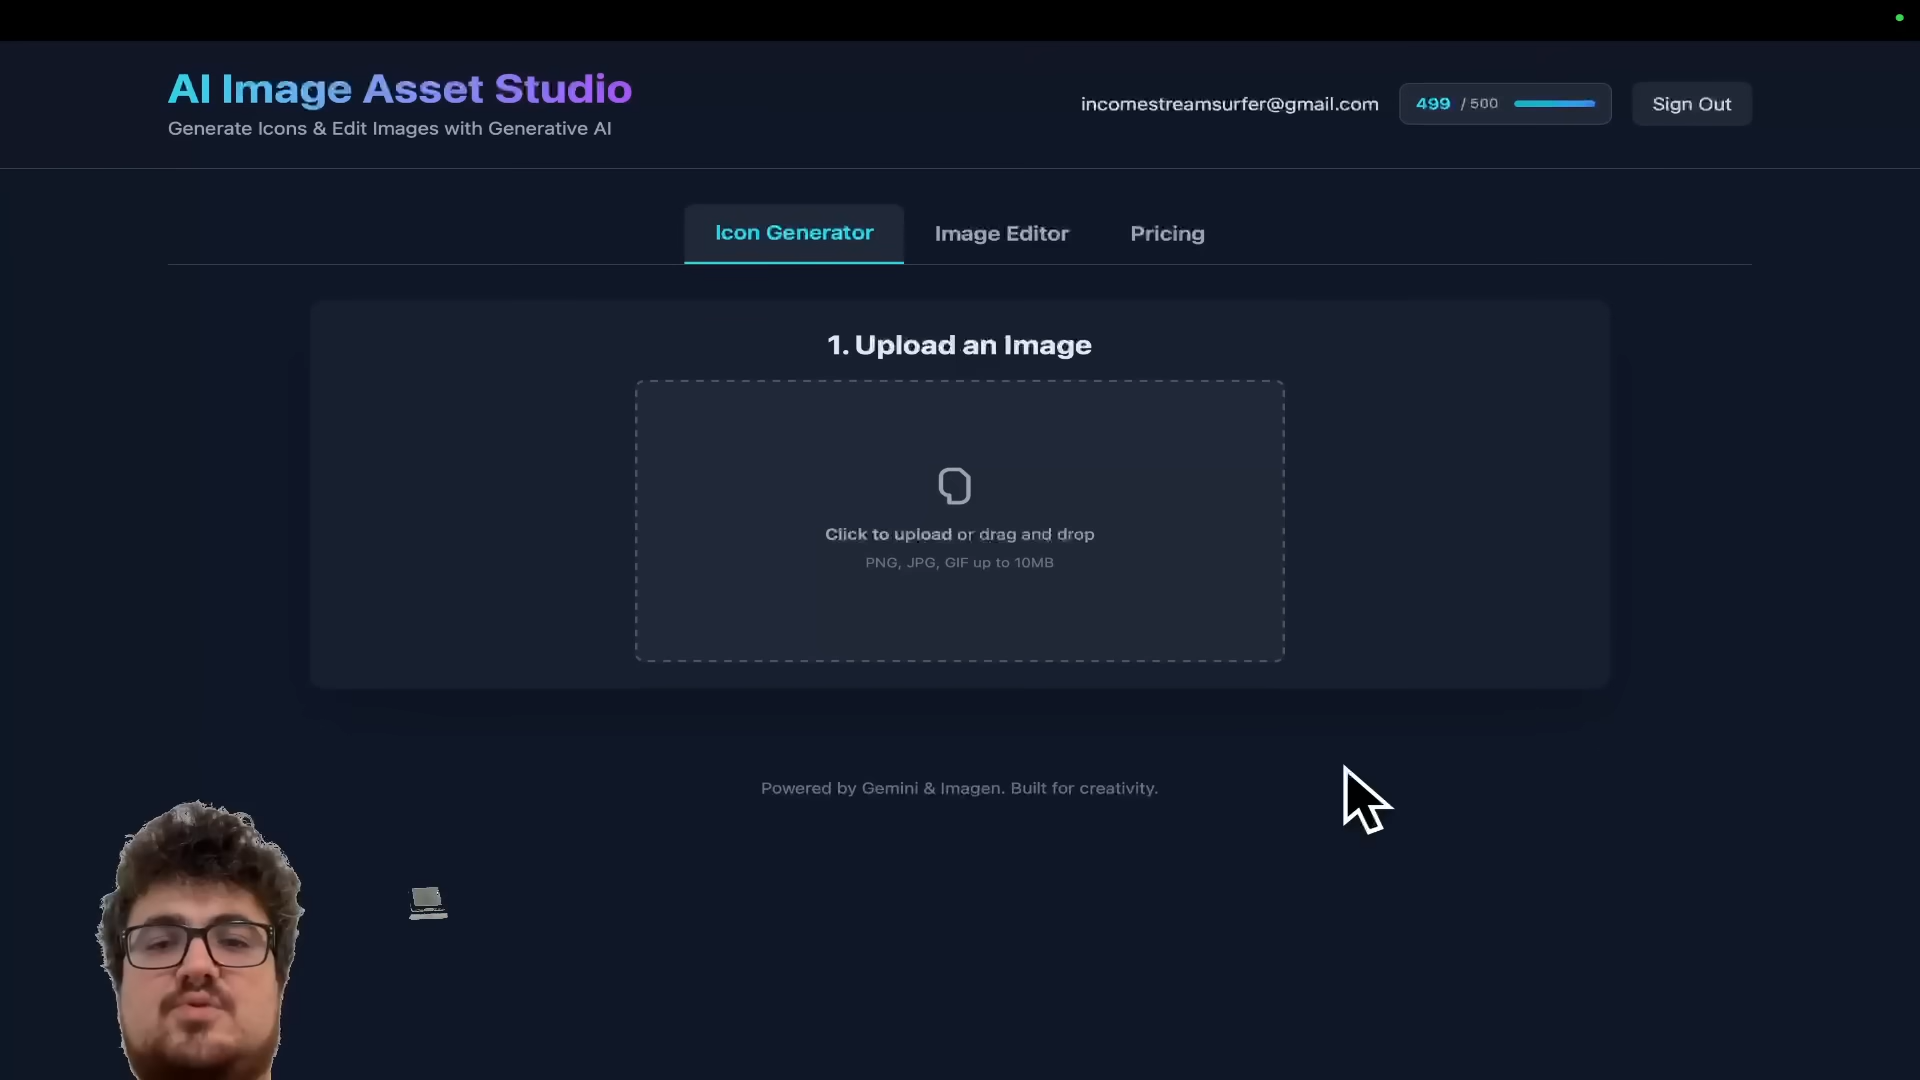 AI Image Asset Studio
Generate Icons & Edit Images with Generative AI
incomestreamsurfer@gmail.com
499 / 500
Sign Out
Icon Generator
Image Editor
Pricing
1. Upload an Image
Click to upload or drag and drop
PNG, JPG, GIF up to 10MB
Powered by Gemini & Imagen. Built for creativity.